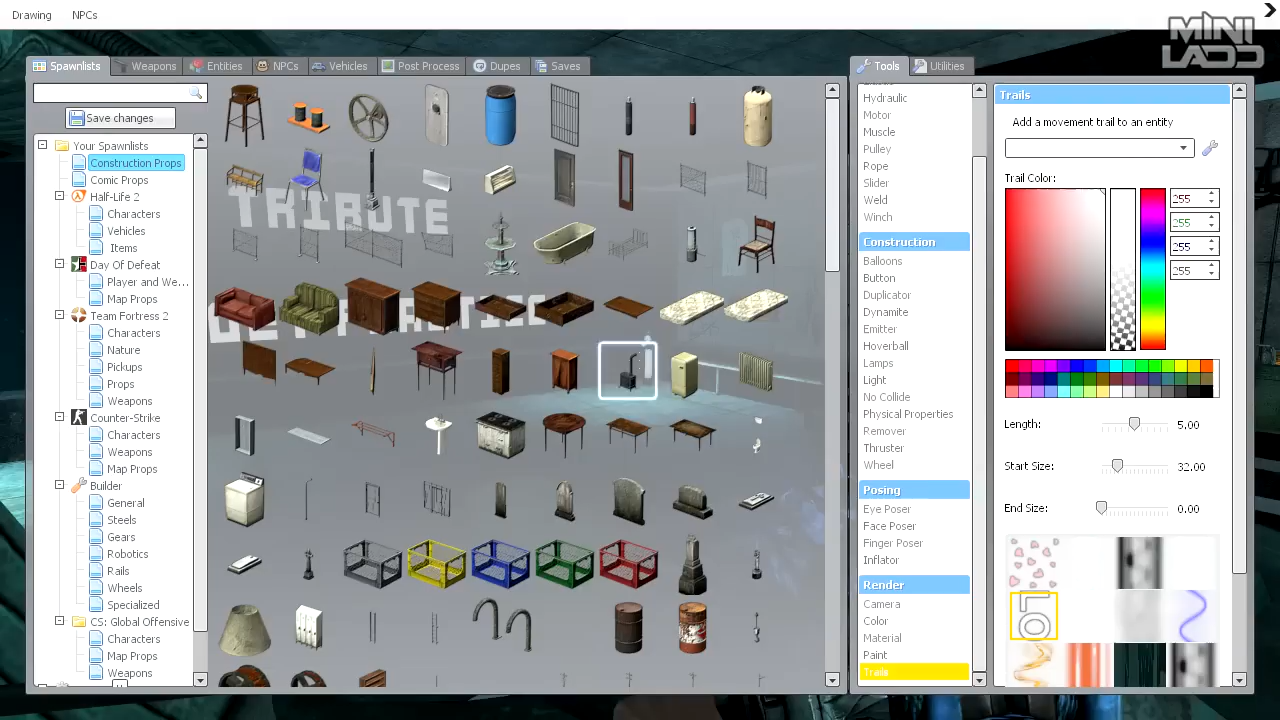 Drawing NPCs
MINI LADD
Spawnlists Weapons Entities NPCs Vehicles Post Process Dupes Saves
Tools Utilities
Save changes
Your Spawnlists
Construction Props
Comic Props
Half-Life 2
Characters
Vehicles
Items
Day Of Defeat
Player and We...
Map Props
Team Fortress 2
Characters
Nature
Pickups
Props
Weapons
Counter-Strike
Characters
Weapons
Map Props
Builder
General
Steels
Gears
Robotics
Rails
Wheels
Specialized
CS: Global Offensive
Characters
Map Props
Weapons
TRIBUTE
Hydraulic
Motor
Muscle
Pulley
Rope
Slider
Weld
Winch
Construction
Balloons
Button
Duplicator
Dynamite
Emitter
Hoverball
Lamps
Light
No Collide
Physical Properties
Remover
Thruster
Wheel
Posing
Eye Poser
Face Poser
Finger Poser
Inflator
Render
Camera
Color
Material
Paint
Trails
Trails
Add a movement trail to an entity
Trail Color:
255
255
255
255
Length: 5.00
Start Size: 32.00
End Size: 0.00